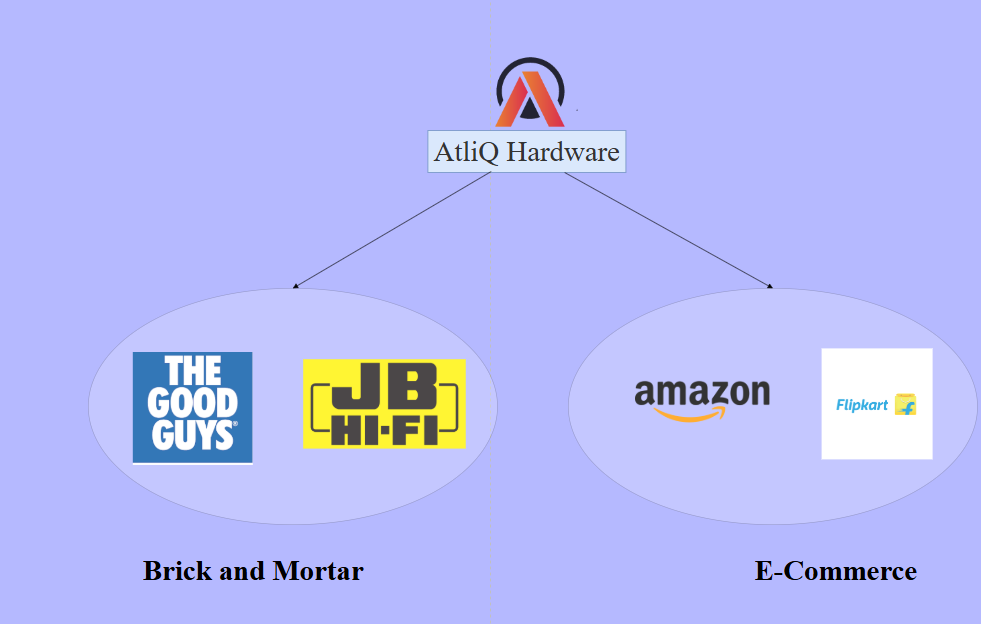 AtliQ Hardware
THE
GOOD
GUYS®
JB
HI-FI
amazon
Flipkart
Brick and Mortar
E-Commerce